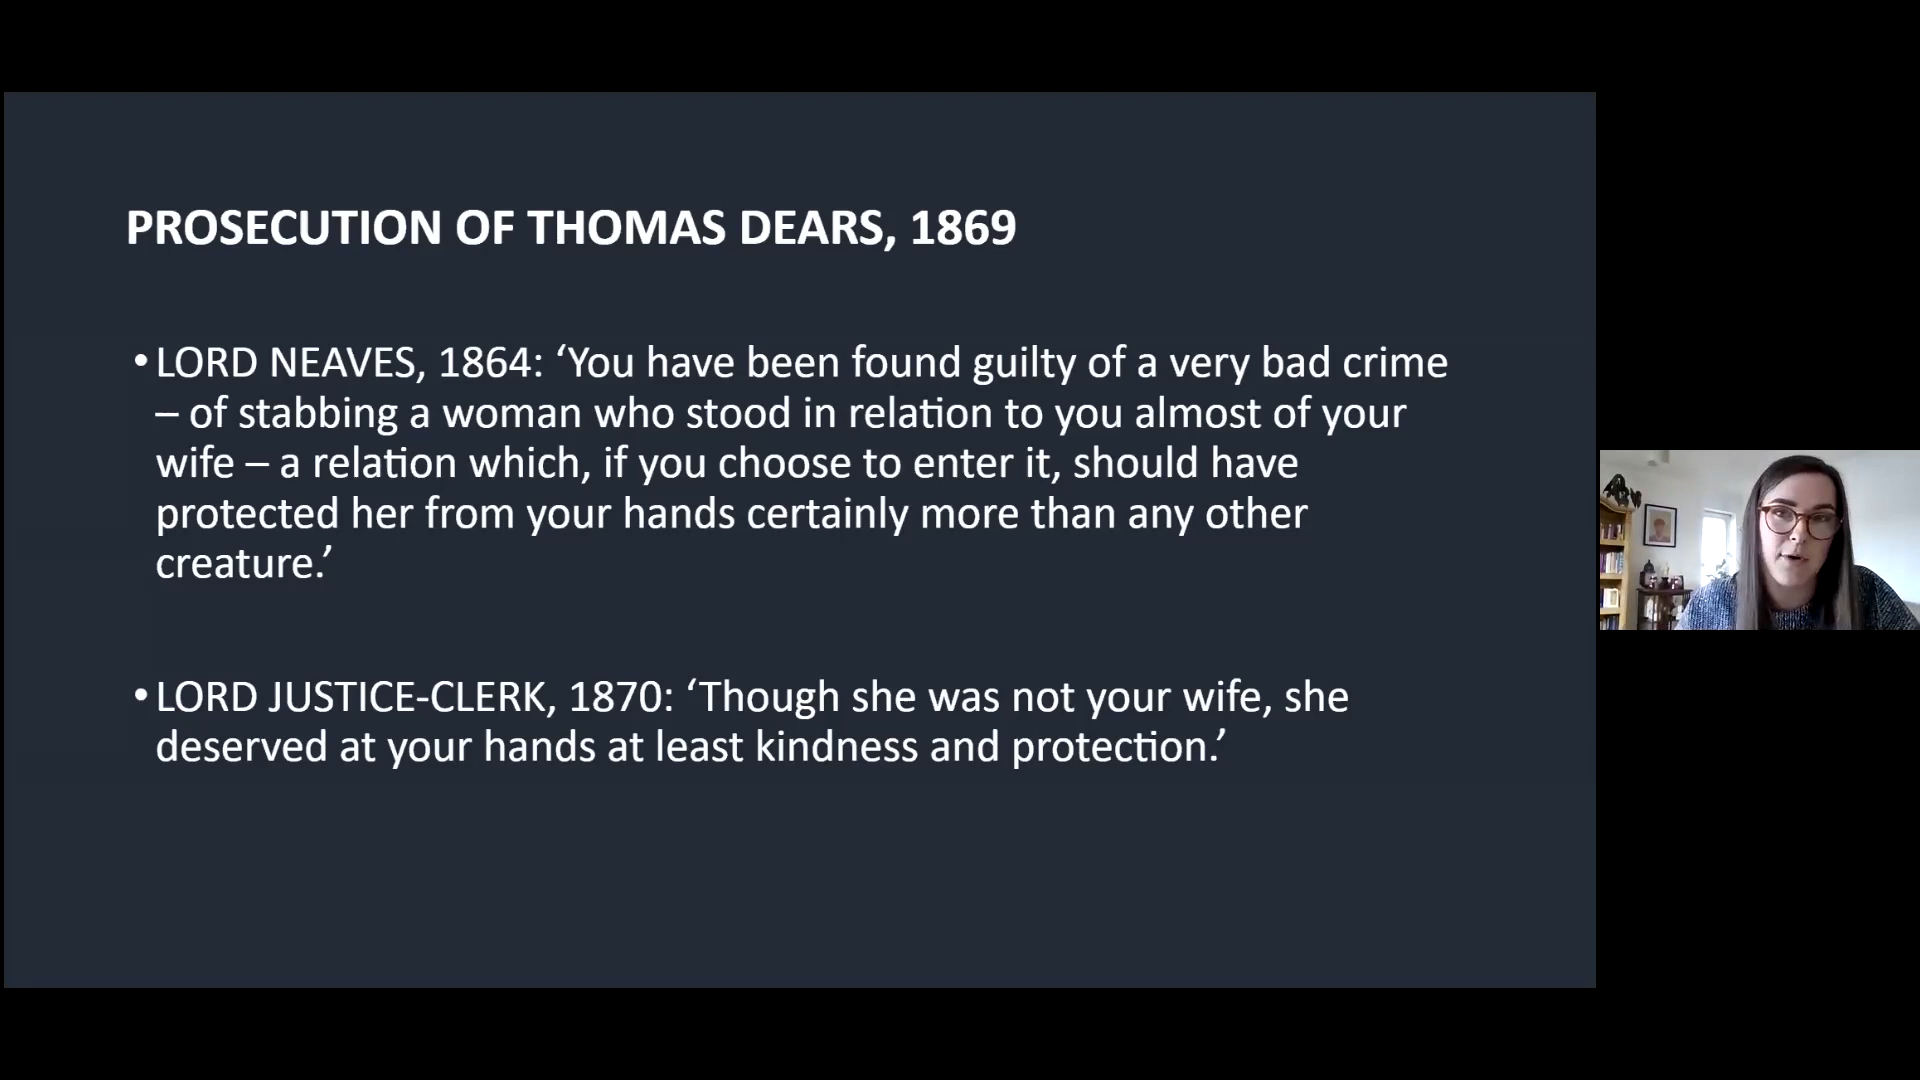 PROSECUTION OF THOMAS DEARS, 1869
• LORD NEAVES, 1864: ‘You have been found guilty of a very bad crime
– of stabbing a woman who stood in relation to you almost of your
wife – a relation which, if you choose to enter it, should have
protected her from your hands certainly more than any other
creature.’
• LORD JUSTICE-CLERK, 1870: ‘Though she was not your wife, she
deserved at your hands at least kindness and protection.’